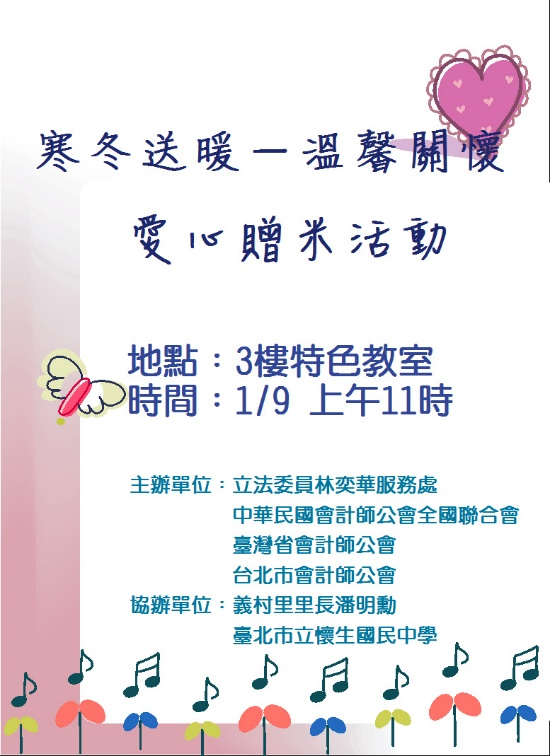 寒冬送暖－溫馨關懷
愛心贈米活動
地點：3樓特色教室
時間：1/9 上午11時
主辦單位：立法委員林奕華服務處
中華民國會計師公會全國聯合會
臺灣省會計師公會
台北市會計師公會
協辦單位：義村里里長潘明勳
臺北市立懷生國民中學